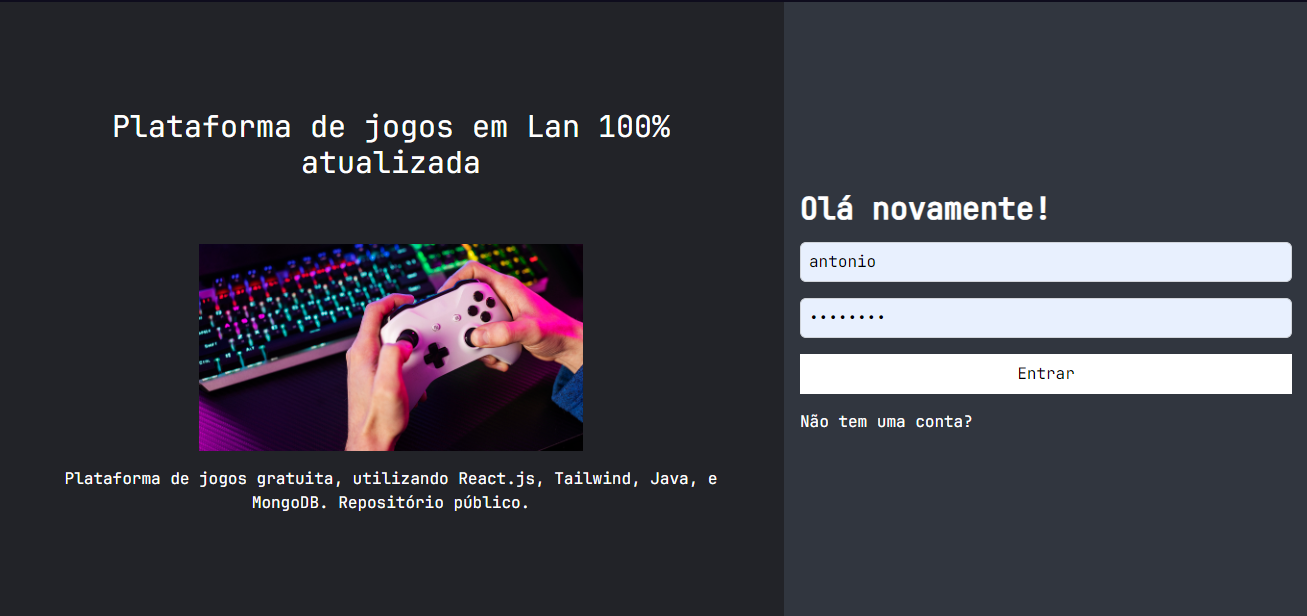 Plataforma de jogos em Lan 100%
atualizada
Plataforma de jogos gratuita, utilizando React.js, Tailwind, Java, e
MongoDB. Repositório público.
Olá novamente!
antonio
••••••••
Entrar
Não tem uma conta?